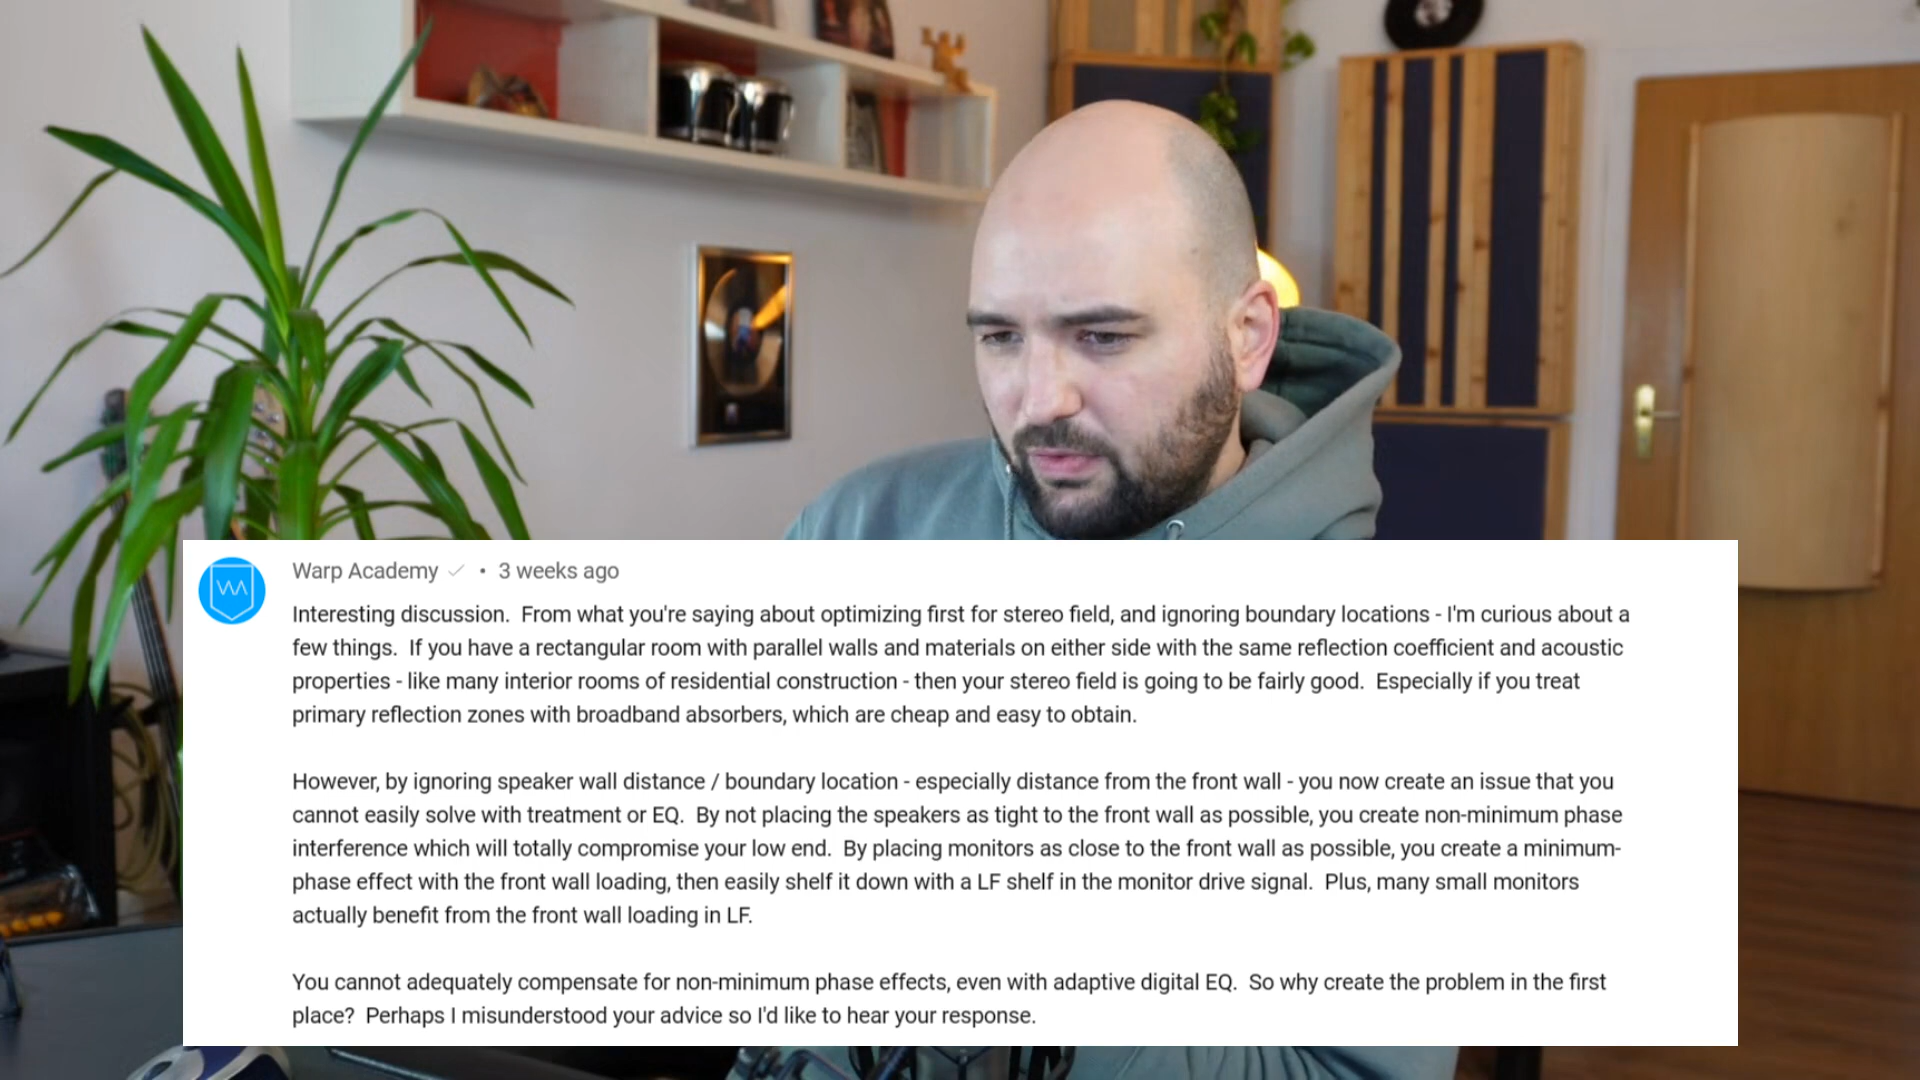 Warp Academy • 3 weeks ago
Interesting discussion.  From what you're saying about optimizing first for stereo field, and ignoring boundary locations - I'm curious about a
few things.  If you have a rectangular room with parallel walls and materials on either side with the same reflection coefficient and acoustic
properties - like many interior rooms of residential construction - then your stereo field is going to be fairly good.  Especially if you treat
primary reflection zones with broadband absorbers, which are cheap and easy to obtain.
However, by ignoring speaker wall distance / boundary location - especially distance from the front wall - you now create an issue that you
cannot easily solve with treatment or EQ.  By not placing the speakers as tight to the front wall as possible, you create non-minimum phase
interference which will totally compromise your low end.  By placing monitors as close to the front wall as possible, you create a minimum-
phase effect with the front wall loading, then easily shelf it down with a LF shelf in the monitor drive signal.  Plus, many small monitors
actually benefit from the front wall loading in LF.
You cannot adequately compensate for non-minimum phase effects, even with adaptive digital EQ.  So why create the problem in the first
place?  Perhaps I misunderstood your advice so I'd like to hear your response.